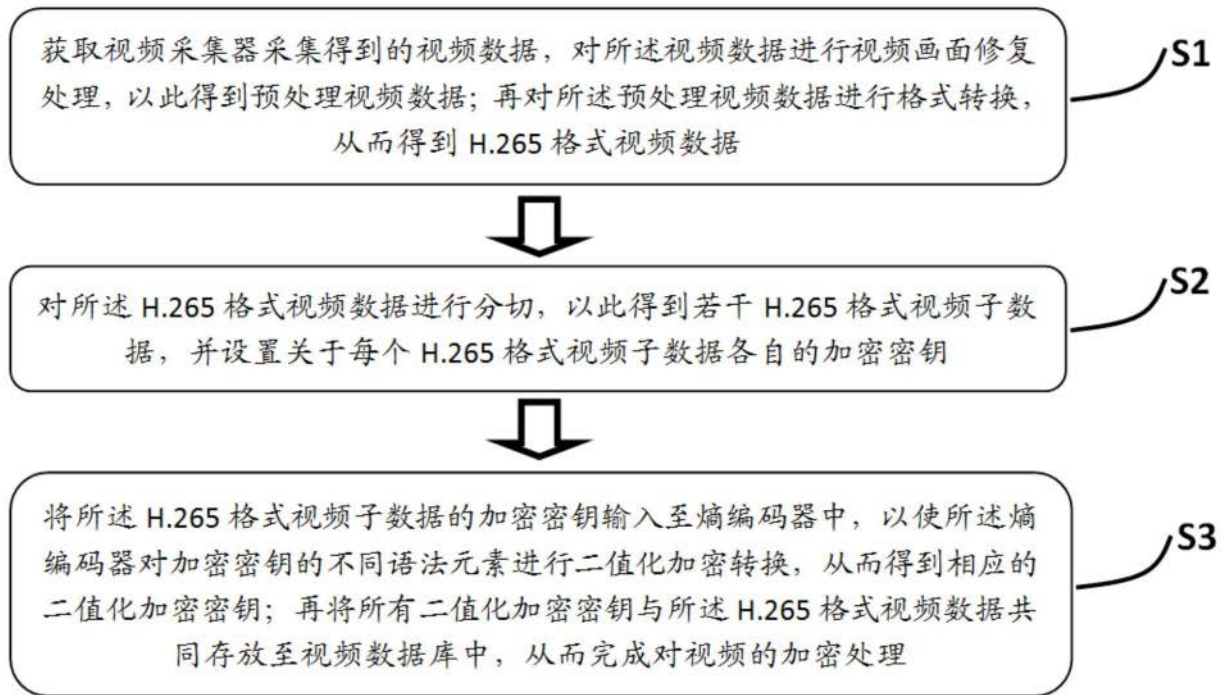 获取视频采集器采集得到的视频数据，对所述视频数据进行视频画面修复
处理，以此得到预处理视频数据；再对所述预处理视频数据进行格式转换，
从而得到 H.265 格式视频数据
S1
对所述 H.265 格式视频数据进行分切，以此得到若干 H.265 格式视频子数
据，并设置关于每个 H.265 格式视频子数据各自的加密密钥
S2
将所述 H.265 格式视频子数据的加密密钥输入至熵编码器中，以使所述熵
编码器对加密密钥的不同语法元素进行二值化加密转换，从而得到相应的
二值化加密密钥；再将所有二值化加密密钥与所述 H.265 格式视频数据共
同存放至视频数据库中，从而完成对视频的加密处理
S3